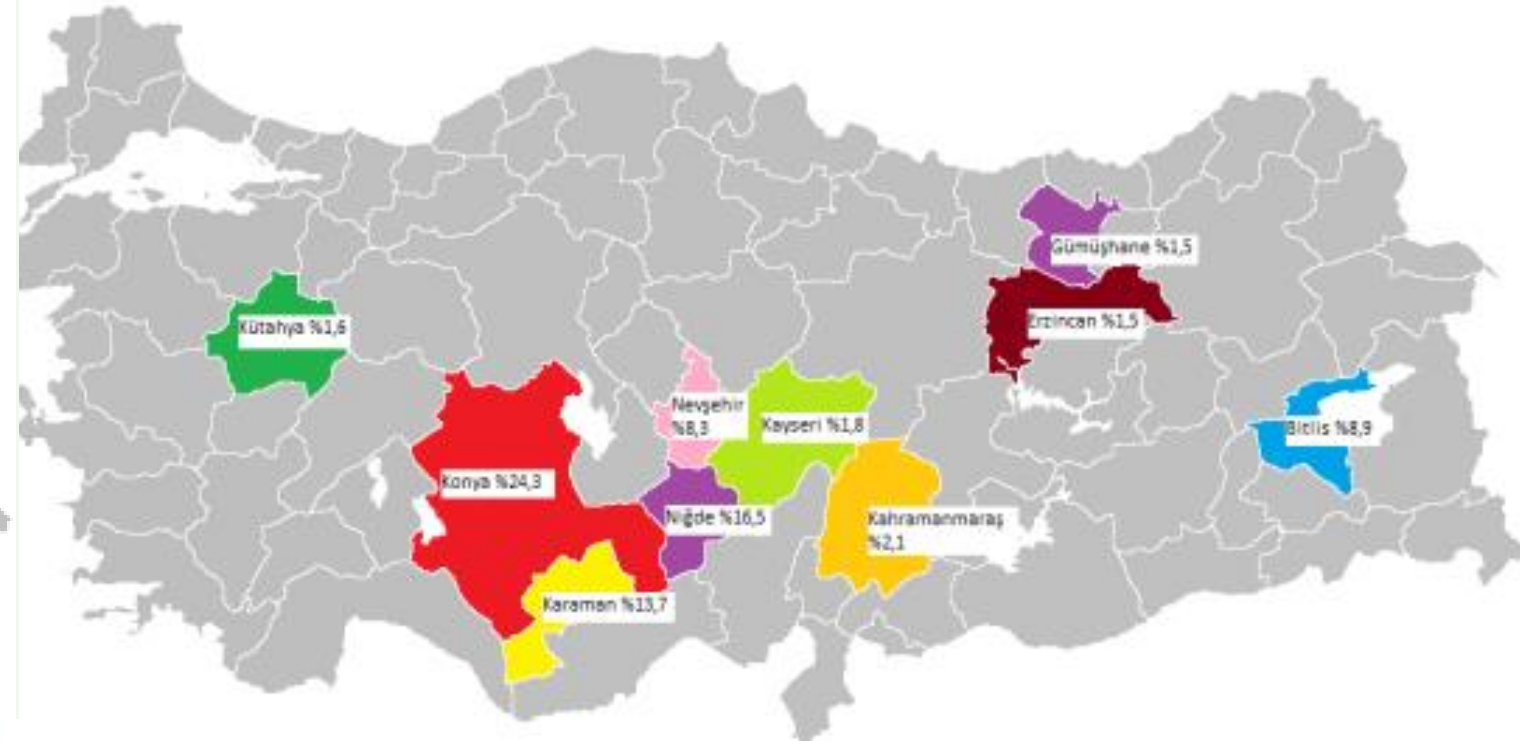 Gümüşhane %1,5
Erzincan %1,5
Kütahya %1,6
Nevşehir
%8,3
Kayseri %1,8
Bitlis %8,9
Konya %24,3
Niğde %16,5
Kahramanmaraş
%2,1
Karaman %13,7